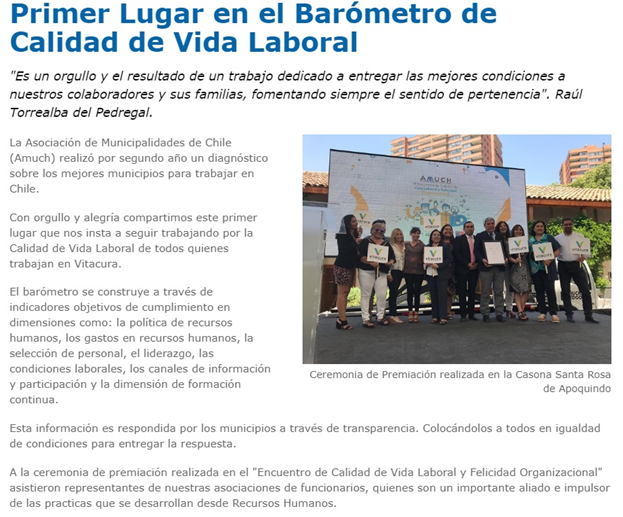 Primer Lugar en el Barómetro de
Calidad de Vida Laboral
"Es un orgullo y el resultado de un trabajo dedicado a entregar las mejores condiciones a
nuestros colaboradores y sus familias, fomentando siempre el sentido de pertenencia". Raúl
Torrealba del Pedregal.
La Asociación de Municipalidades de Chile
(Amuch) realizó por segundo año un diagnóstico
sobre los mejores municipios para trabajar en
Chile.
Con orgullo y alegría compartimos este primer
lugar que nos insta a seguir trabajando por la
Calidad de Vida Laboral de todos quienes
trabajan en Vitacura.
El barómetro se construye a través de
indicadores objetivos de cumplimiento en
dimensiones como: la política de recursos
humanos, los gastos en recursos humanos, la
selección de personal, el liderazgo, las
condiciones laborales, los canales de información
y participación y la dimensión de formación
continua.
AMUCH
Ceremonia de Premiación realizada en la Casona Santa Rosa
de Apoquindo
Esta información es respondida por los municipios a través de transparencia. Colocándolos a todos en igualdad
de condiciones para entregar la respuesta.
A la ceremonia de premiación realizada en el "Encuentro de Calidad de Vida Laboral y Felicidad Organizacional"
asistieron representantes de nuestras asociaciones de funcionarios, quienes son un importante aliado e impulsor
de las practicas que se desarrollan desde Recursos Humanos.